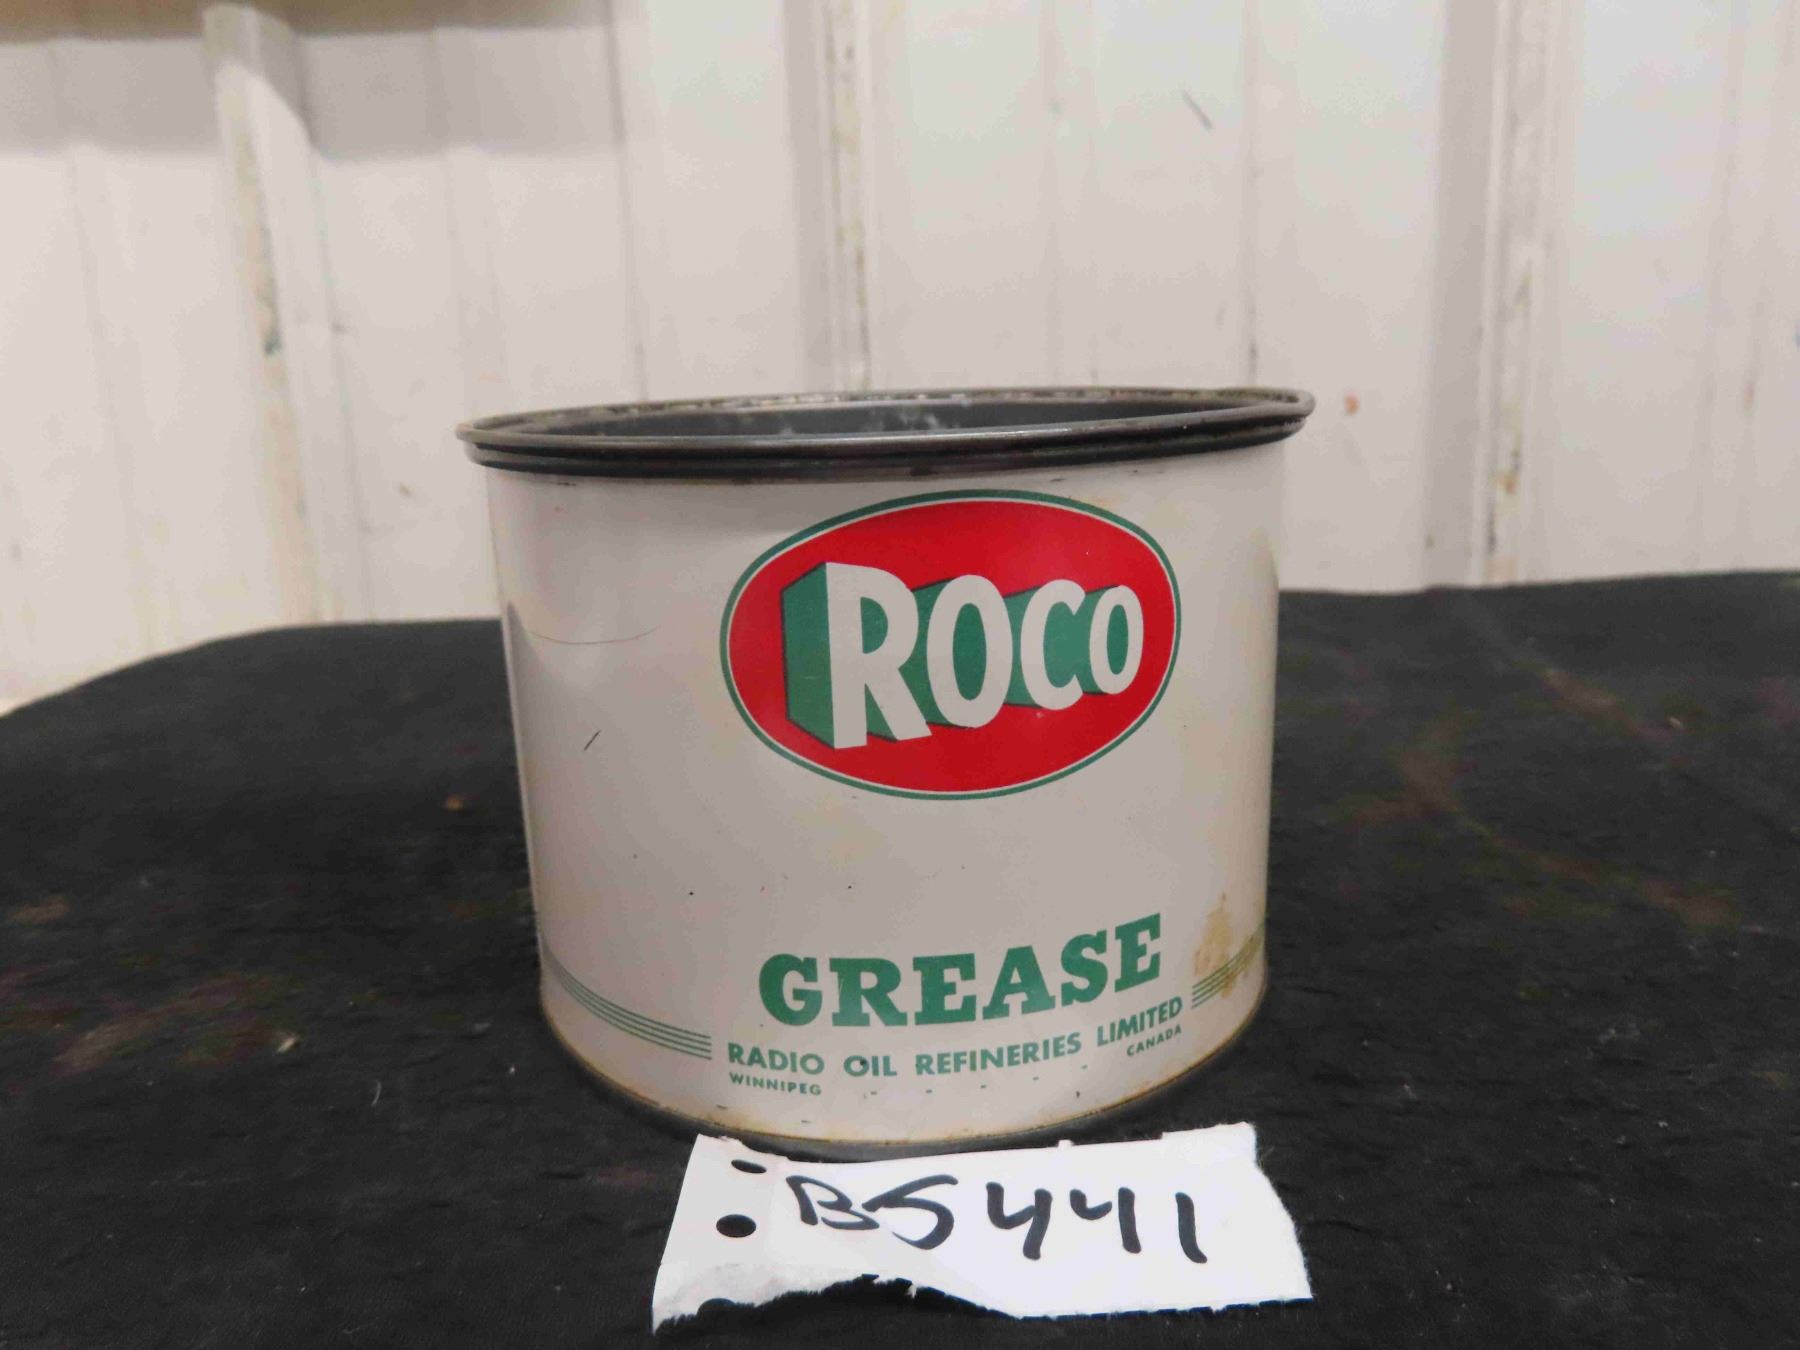 ROCO
GREASE
RADIO OIL REFINERIES LIMITED
WINNIPEG CANADA
B5441